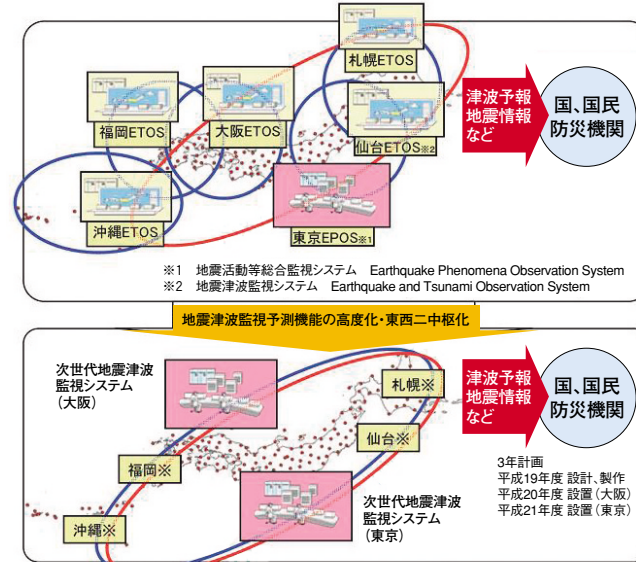 札幌ETOS
福岡ETOS
大阪ETOS
仙台ETOS※2
沖縄ETOS
東京EPOS※1
津波予報
地震情報
など
国、国民
防災機関
※1 地震活動等総合監視システム Earthquake Phenomena Observation System
※2 地震津波監視システム Earthquake and Tsunami Observation System
地震津波監視予測機能の高度化・東西二中枢化
次世代地震津波
監視システム
(大阪)
札幌※
仙台※
福岡※
沖縄※
次世代地震津波
監視システム
(東京)
津波予報
地震情報
など
国、国民
防災機関
3年計画
平成19年度 設計、製作
平成20年度 設置(大阪)
平成21年度 設置(東京)